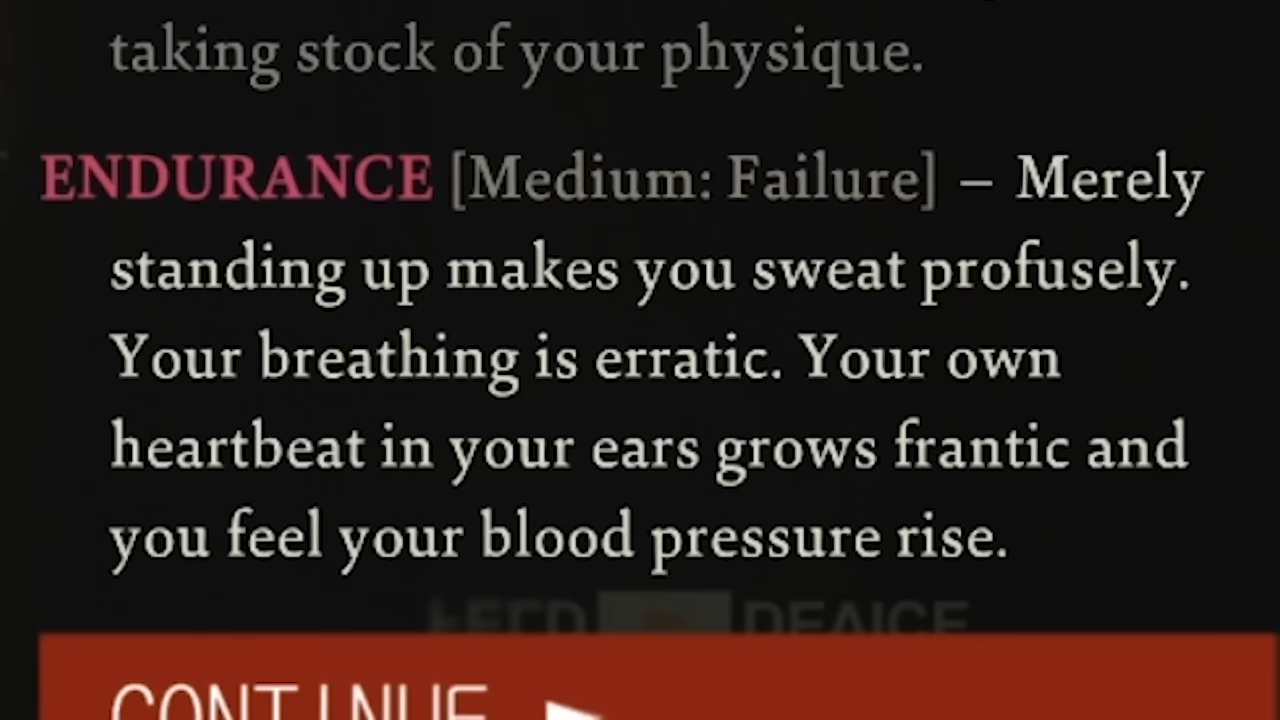 taking stock of your physique.
ENDURANCE [Medium: Failure] – Merely
standing up makes you sweat profusely.
Your breathing is erratic. Your own
heartbeat in your ears grows frantic and
you feel your blood pressure rise.
CONTINUE